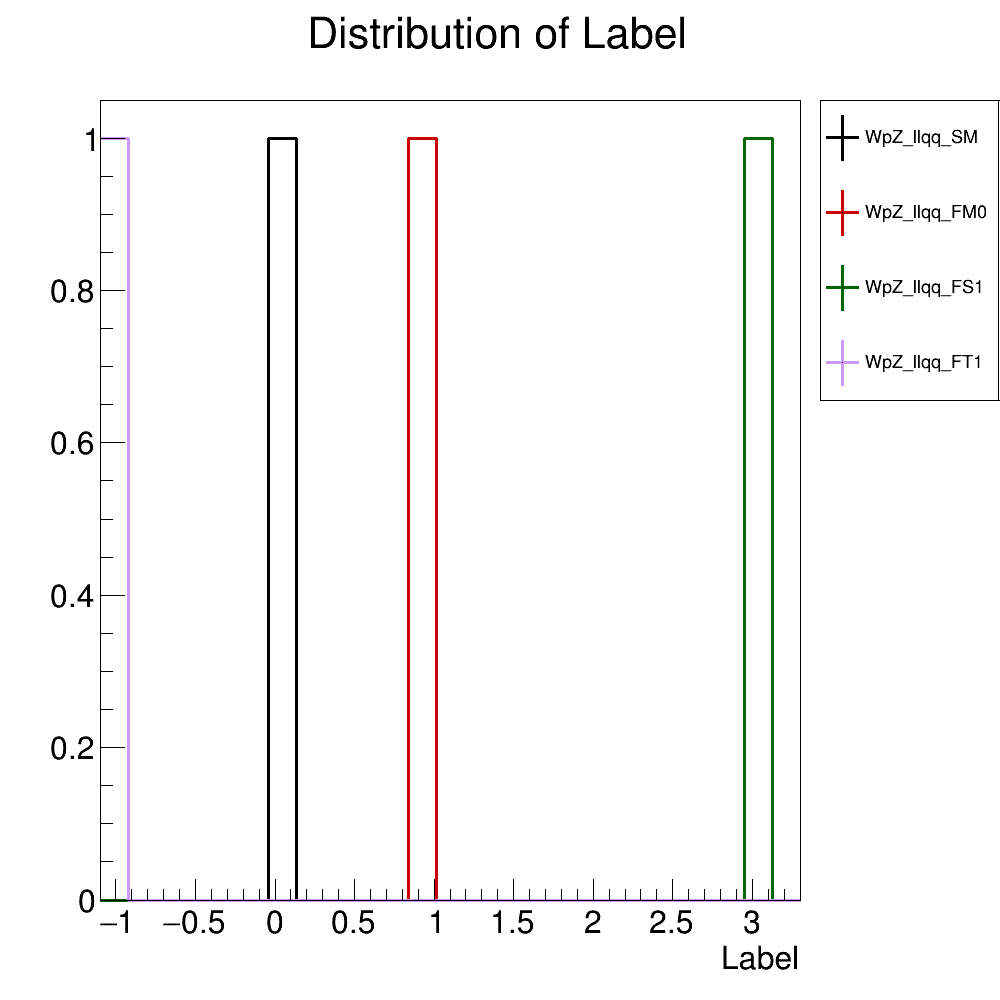 Distribution of Label
1
0.8
0.6
0.4
0.2
0
−1 −0.5 0 0.5 1 1.5 2 2.5 3
Label
WpZ_llqq_SM
WpZ_llqq_FM0
WpZ_llqq_FS1
WpZ_llqq_FT1